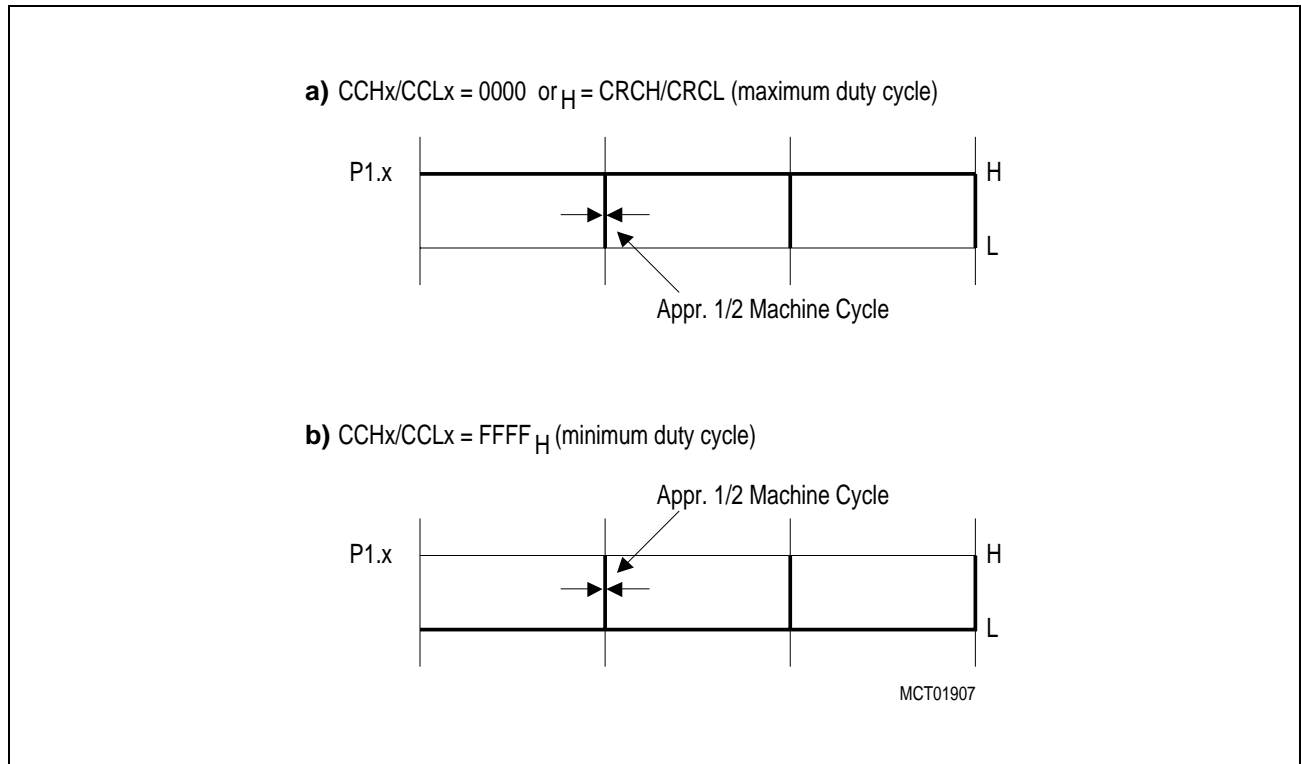 a) CCHx/CCLx = 0000 or H = CRCH/CRCL (maximum duty cycle)
P1.x
H
L
Appr. 1/2 Machine Cycle
b) CCHx/CCLx = FFFF H (minimum duty cycle)
Appr. 1/2 Machine Cycle
P1.x
H
L
MCT01907